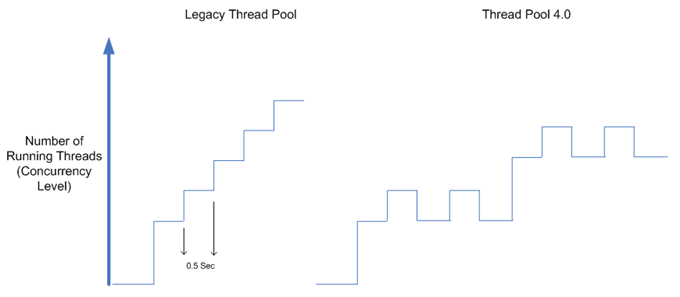 Legacy Thread Pool
Thread Pool 4.0
Number of
Running Threads
(Concurrency
Level)
0.5 Sec